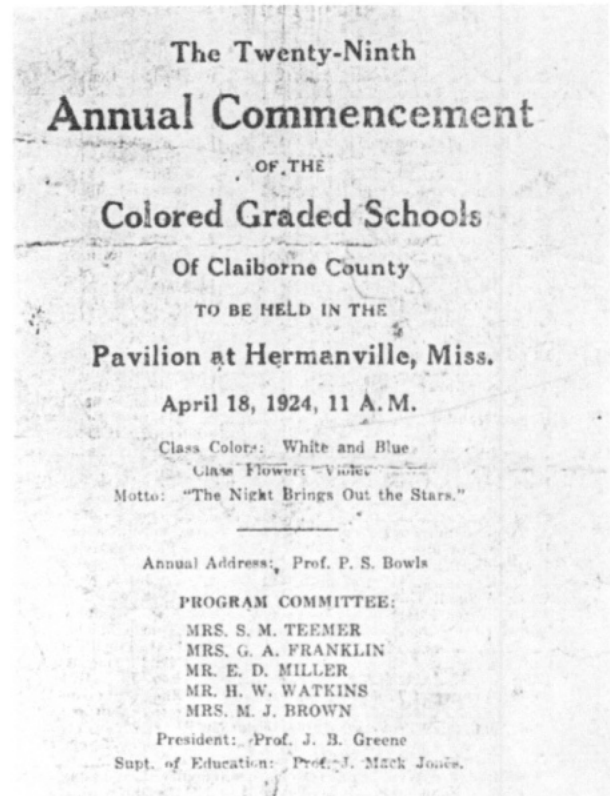 The Twenty-Ninth
Annual Commencement
OF THE
Colored Graded Schools
Of Claiborne County
TO BE HELD IN THE
Pavilion at Hermanville, Miss.
April 18, 1924, 11 A. M.
Class Colors: White and Blue
Class Flower: Violet
Motto: "The Night Brings Out the Stars."
Annual Address: Prof. P. S. Bowls
PROGRAM COMMITTEE:
MRS. S. M. TEEMER
MRS. G. A. FRANKLIN
MR. E. D. MILLER
MR. H. W. WATKINS
MRS. M. J. BROWN
President: Prof. J. B. Greene
Supt. of Education: Prof. J. Mack Jones.